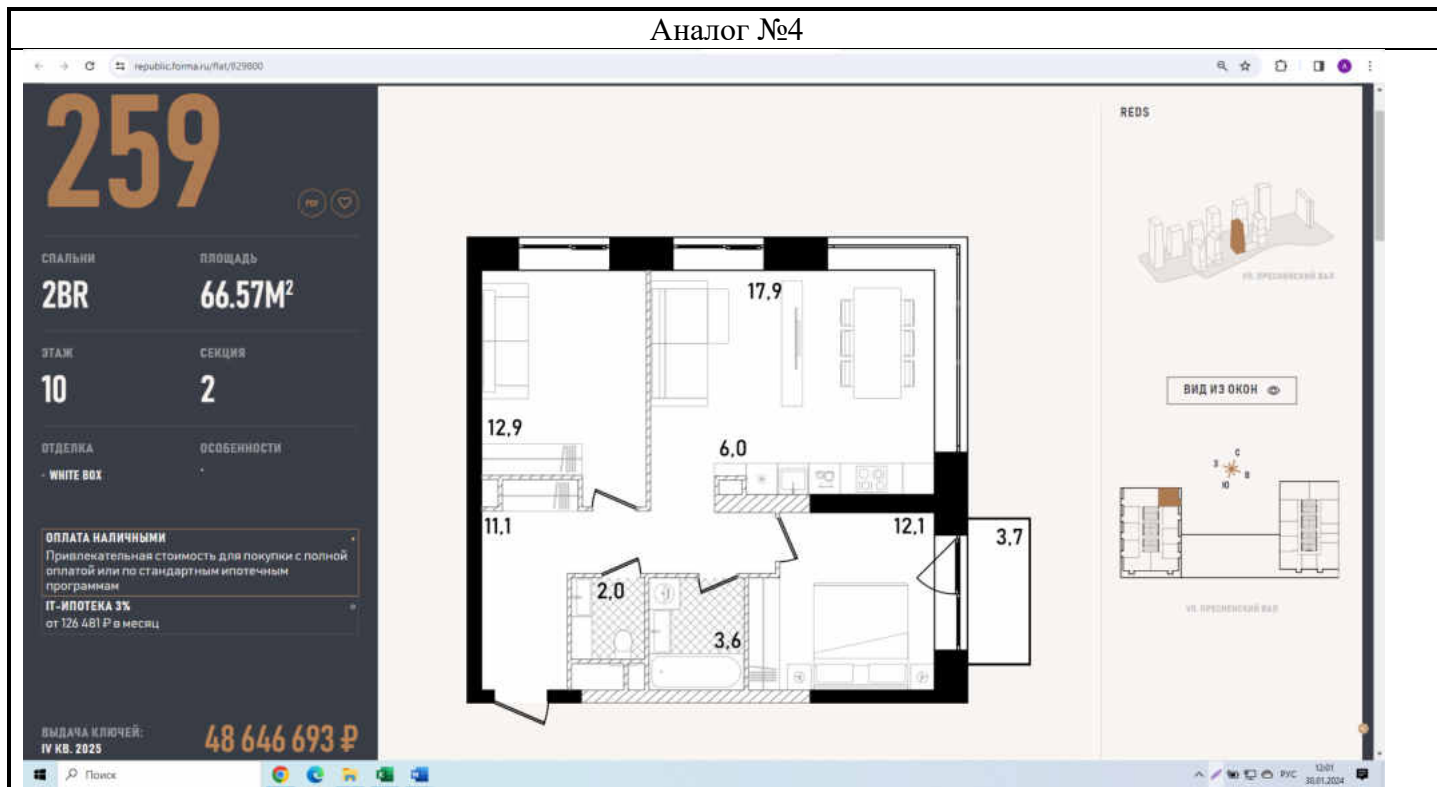 Аналог №4
republic.forma.ru/flat/829800
259
PDF
СПАЛЬНИ
ПЛОЩАДЬ
2BR
66.57М²
ЭТАЖ
СЕКЦИЯ
10
2
ОТДЕЛКА
ОСОБЕННОСТИ
- WHITE BOX
ОПЛАТА НАЛИЧНЫМИ
Привлекательная стоимость для покупки с полной
оплатой или по стандартным ипотечным
программам
IT-ИПОТЕКА 3%
от 126 481 ₽ в месяц
ВЫДАЧА КЛЮЧЕЙ:
IV КВ. 2025
48 646 693 ₽
17,9
12,9
6,0
11,1
12,1
3,7
2,0
3,6
REDS
УЛ. ПРЕСНЕНСКИЙ ВАЛ
ВИД ИЗ ОКОН
С
З
В
Ю
УЛ. ПРЕСНЕНСКИЙ ВАЛ
Поиск
РУС
12:01
30.01.2024